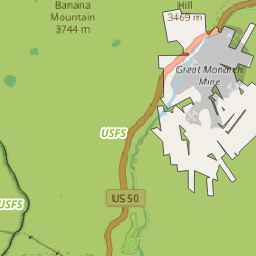 Banana
Mountain
3744 m
Hill
3469 m
Great Monarch
Mine
USFS
US 50
USFS